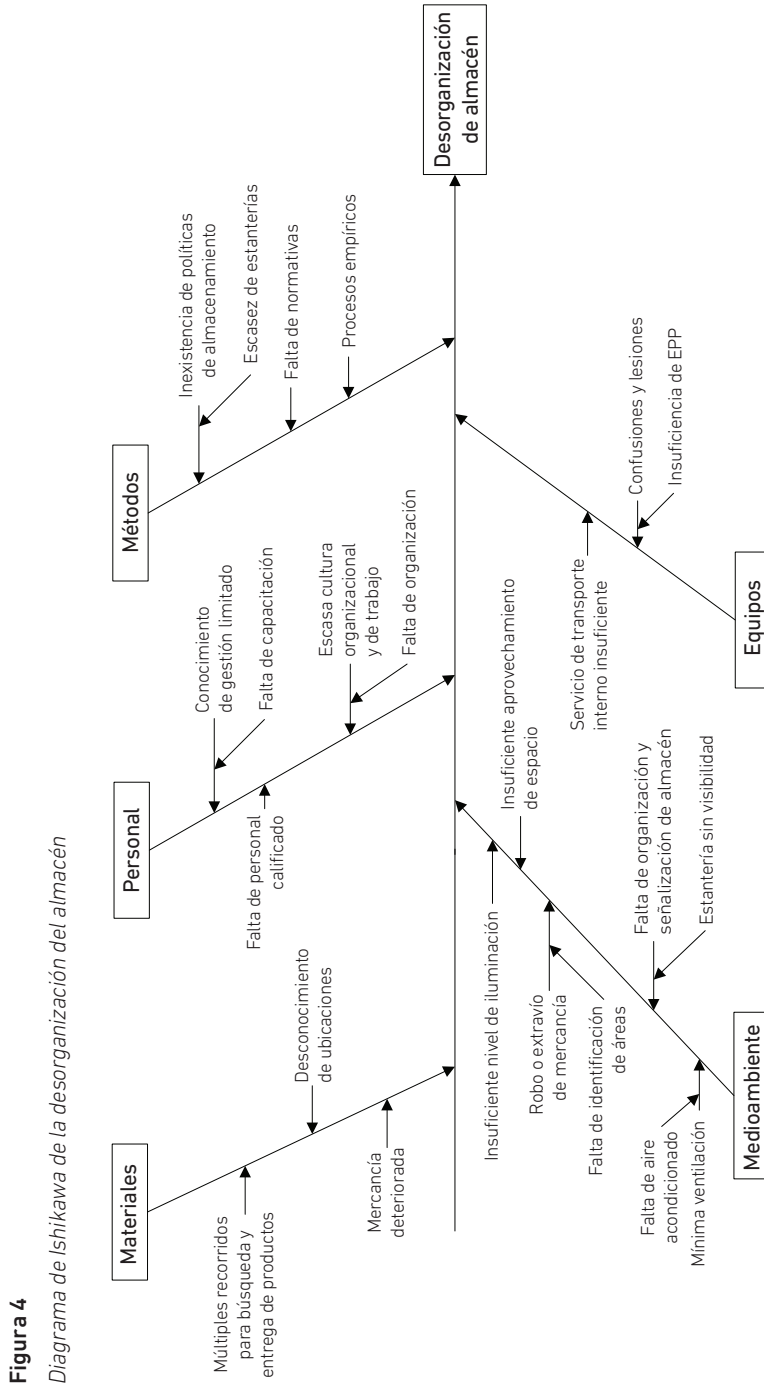 Figura 4
Diagrama de Ishikawa de la desorganización del almacén
Materiales
Múltiples recorridos
para búsqueda y
entrega de productos
Desconocimiento
de ubicaciones
Mercancía
deteriorada
Personal
Conocimiento
de gestión limitado
Falta de capacitación
Falta de personal
calificado
Escasa cultura
organizacional
y de trabajo
Falta de organización
Métodos
Inexistencia de políticas
de almacenamiento
Escasez de estanterías
Falta de normativas
Procesos empíricos
Desorganización
de almacén
Insuficiente nivel de iluminación
Insuficiente aprovechamiento
de espacio
Robo o extravío
de mercancía
Falta de identificación
de áreas
Falta de organización y
señalización de almacén
Estantería sin visibilidad
Falta de aire
acondicionado
Mínima ventilación
Medioambiente
Servicio de transporte
interno insuficiente
Confusiones y lesiones
Insuficiencia de EPP
Equipos